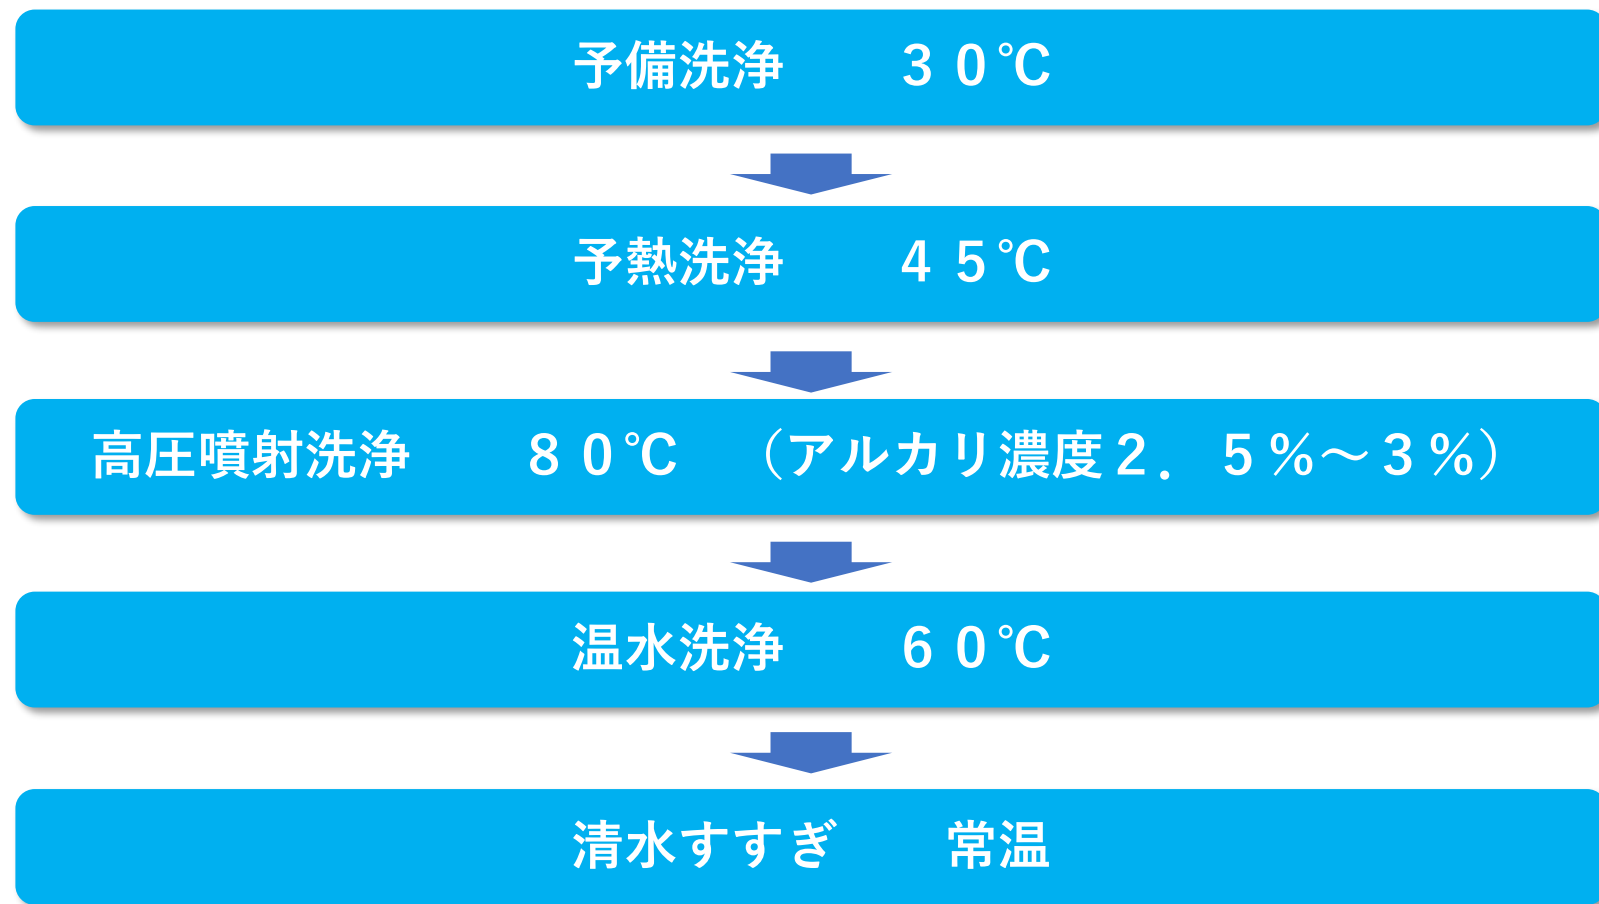 予備洗浄　　３０℃
予熱洗浄　　４５℃
高圧噴射洗浄　　８０℃　（アルカリ濃度２．５％～３％）
温水洗浄　　６０℃
清水すすぎ　　常温